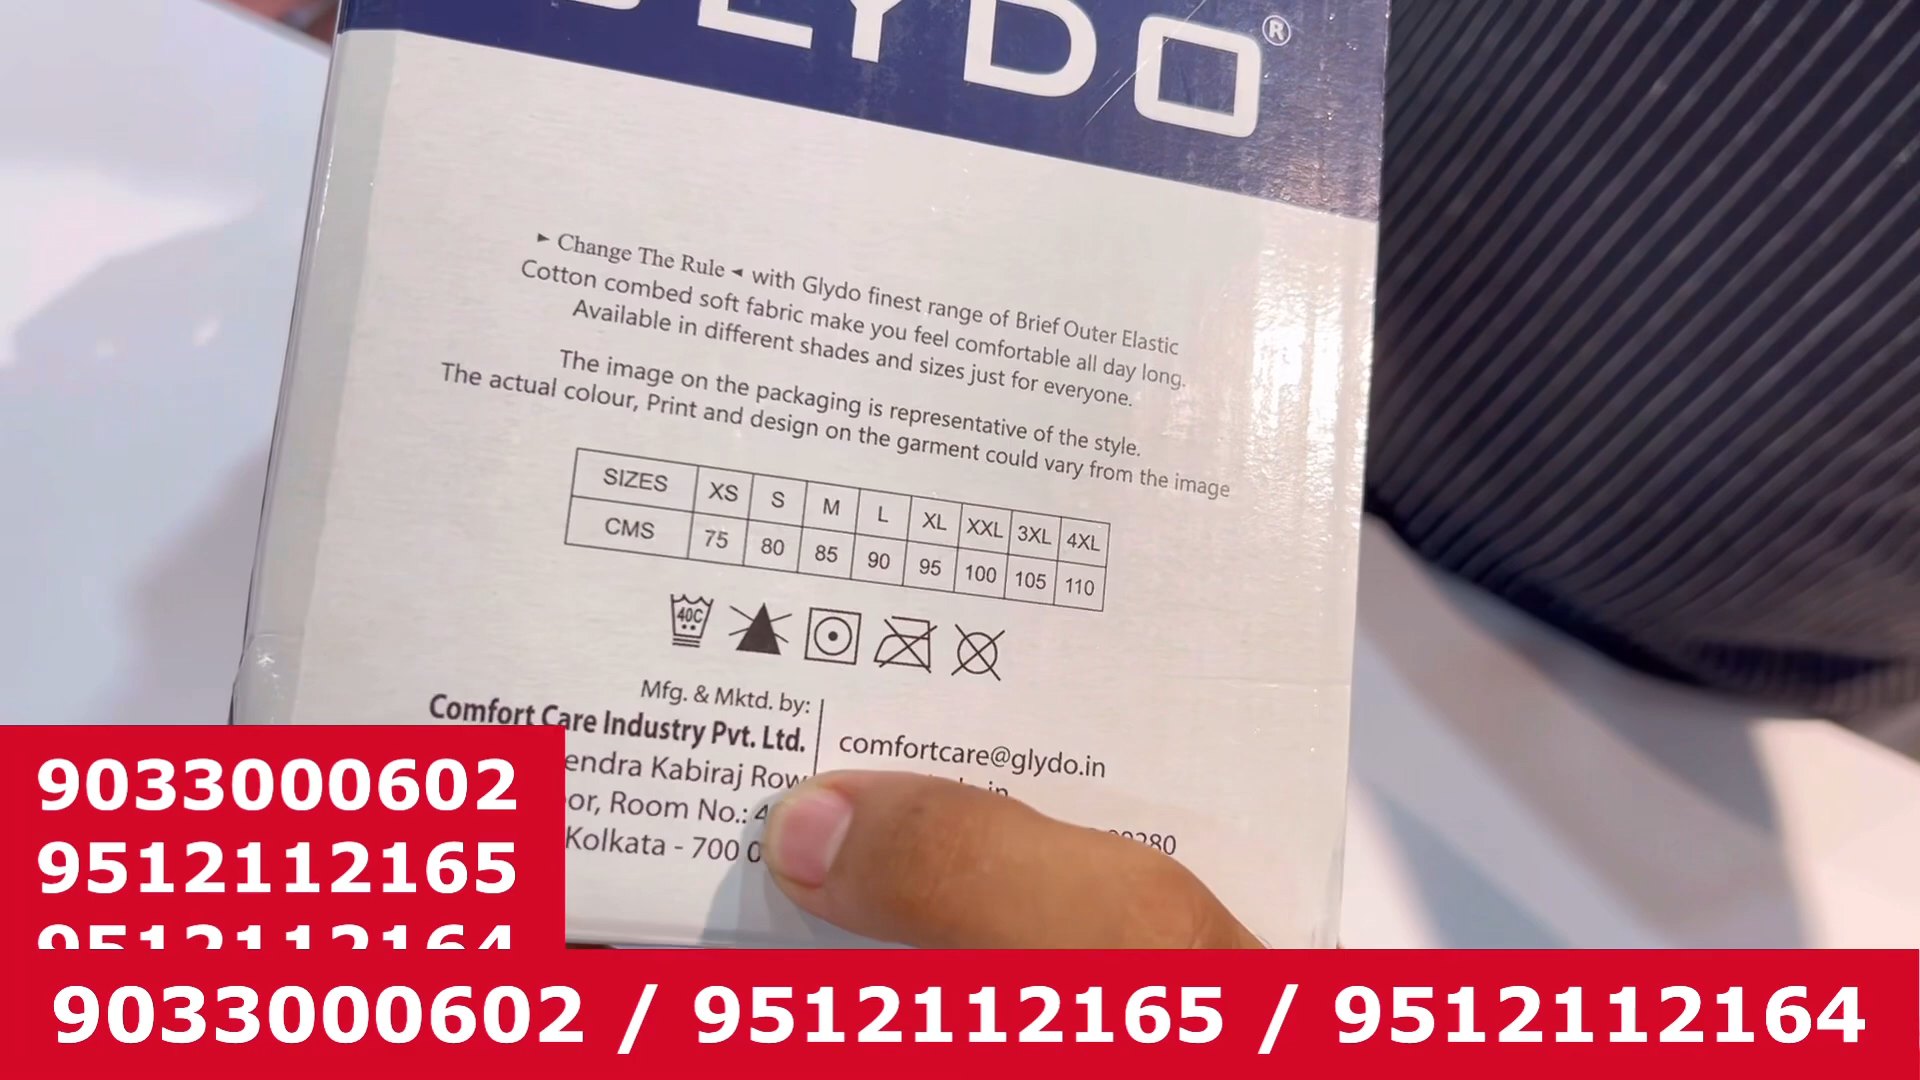 GLYDO®
► Change The Rule ◄ with Glydo finest range of Brief Outer Elastic
Cotton combed soft fabric make you feel comfortable all day long.
Available in different shades and sizes just for everyone.
The image on the packaging is representative of the style.
The actual colour, Print and design on the garment could vary from the image
SIZES XS S M L XL XXL 3XL 4XL
CMS 75 80 85 90 95 100 105 110
40C
Mfg. & Mktd. by:
Comfort Care Industry Pvt. Ltd.
Kabiraj Row
Room No.:
Kolkata - 700
comfortcare@glydo.in
9033000602
9512112165
9512112164
9033000602 / 9512112165 / 9512112164